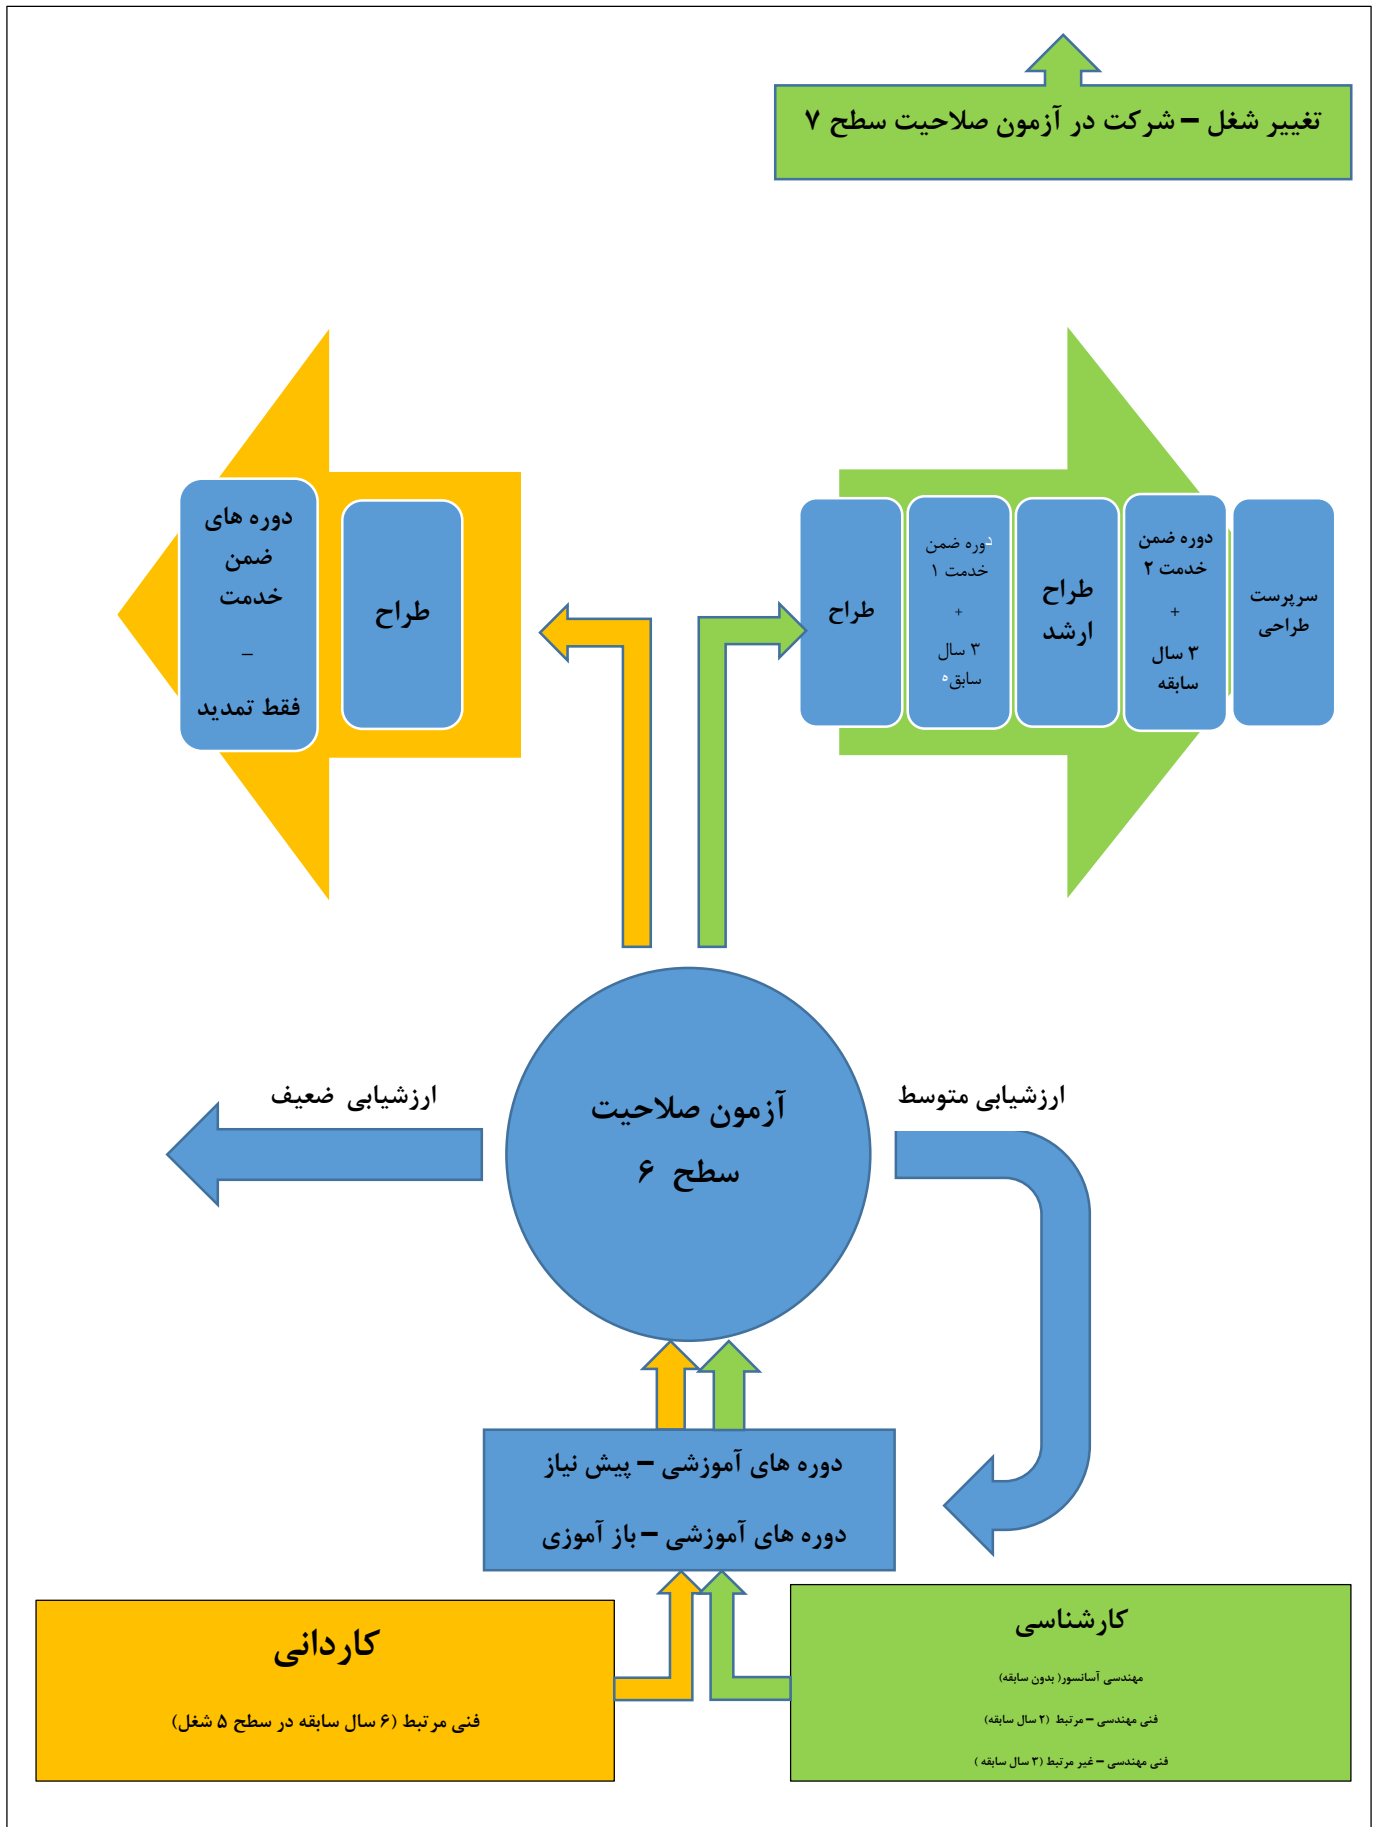 تغییر شغل – شرکت در آزمون صلاحیت سطح ۷
سرپرست
طراحی
دوره ضمن
خدمت ۲
+
۳ سال
سابقه
طراح
ارشد
دوره ضمن
خدمت ۱
+
۳ سال
سابقه
طراح
طراح
دوره های
ضمن
خدمت
–
فقط تمدید
ارزشیابی متوسط
آزمون صلاحیت
سطح ۶
ارزشیابی ضعیف
دوره های آموزشی – پیش نیاز
دوره های آموزشی – باز آموزی
کارشناسی
مهندسی آسانسور( بدون سابقه)
فنی مهندسی – مرتبط (۲ سال سابقه)
فنی مهندسی – غیر مرتبط (۳ سال سابقه )
کاردانی
فنی مرتبط (۶ سال سابقه در سطح ۵ شغل)